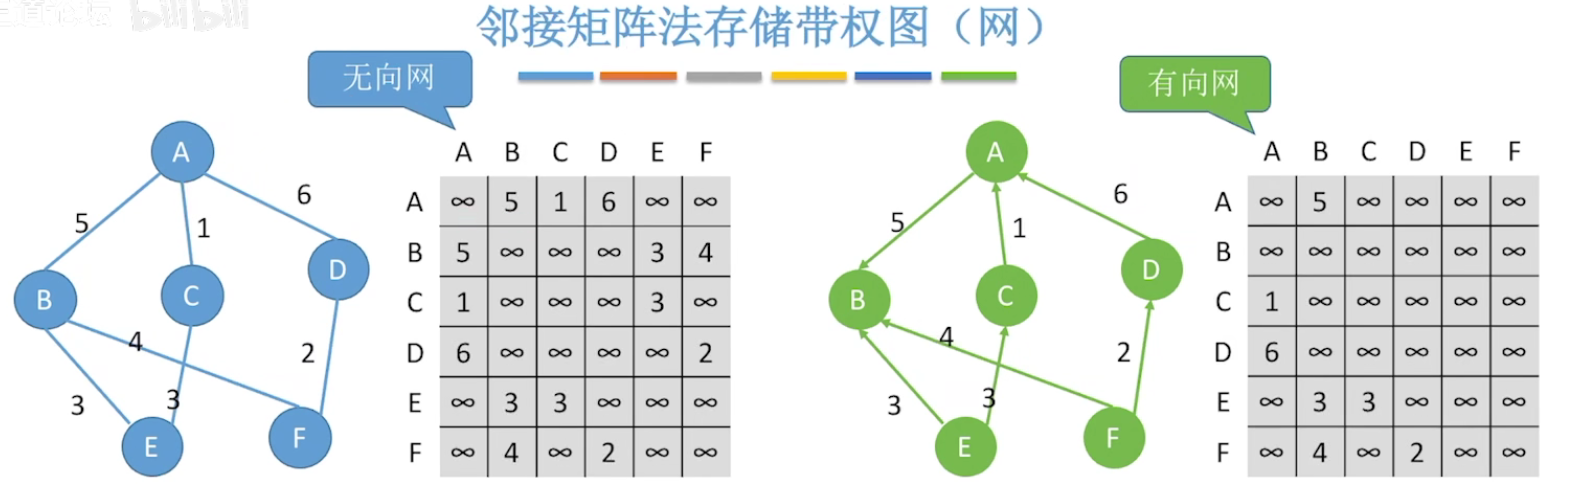 bilibili
邻接矩阵法存储带权图（网）
无向网
有向网
A
B
C
D
E
F
5
1
6
4
3
3
2
A B C D E F
A ∞ 5 1 6 ∞ ∞
B 5 ∞ ∞ ∞ 3 4
C 1 ∞ ∞ ∞ 3 ∞
D 6 ∞ ∞ ∞ ∞ 2
E ∞ 3 3 ∞ ∞ ∞
F ∞ 4 ∞ 2 ∞ ∞
A
B
C
D
E
F
5
1
6
4
3
3
2
A B C D E F
A ∞ 5 ∞ ∞ ∞ ∞
B ∞ ∞ ∞ ∞ ∞ ∞
C 1 ∞ ∞ ∞ ∞ ∞
D 6 ∞ ∞ ∞ ∞ ∞
E ∞ 3 3 ∞ ∞ ∞
F ∞ 4 ∞ 2 ∞ ∞